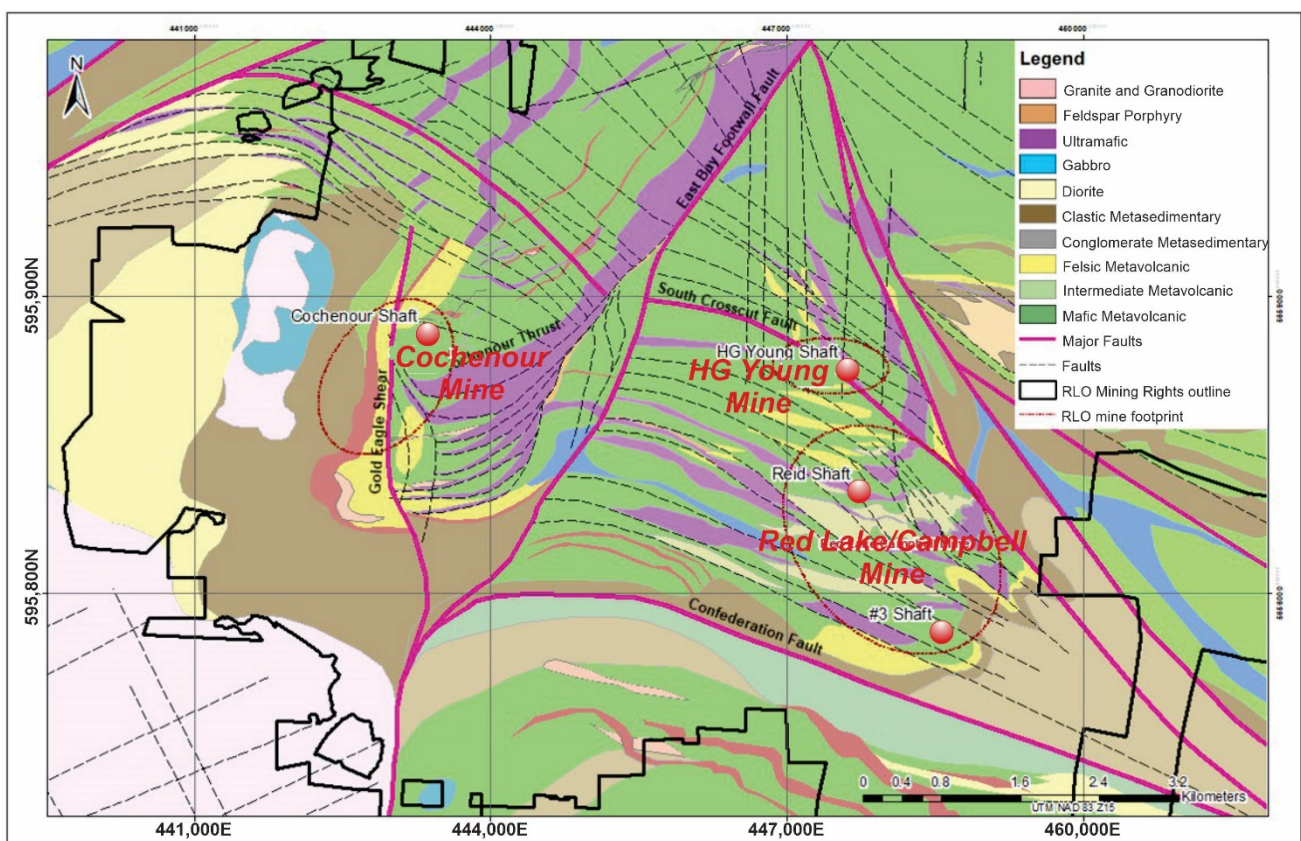 441000
444000
447000
460000
N
Legend
Granite and Granodiorite
Feldspar Porphyry
Ultramafic
Gabbro
Diorite
Clastic Metasedimentary
Conglomerate Metasedimentary
Felsic Metavolcanic
Intermediate Metavolcanic
Mafic Metavolcanic
Major Faults
Faults
RLO Mining Rights outline
RLO mine footprint
East Bay Footwall Fault
595,900N
South Crosscut Fault
Cochenour Shaft
Thrust
Cochenour
Mine
HG Young Shaft
HG Young
Mine
Gold Eagle Shear
Reid Shaft
Red Lake/Campbell
Mine
595,800N
Confederation Fault
#3 Shaft
0 0.4 0.8 1.6 2.4 3.2
Kilometers
UTM NAD 83 Z15
441,000E
444,000E
447,000E
460,000E